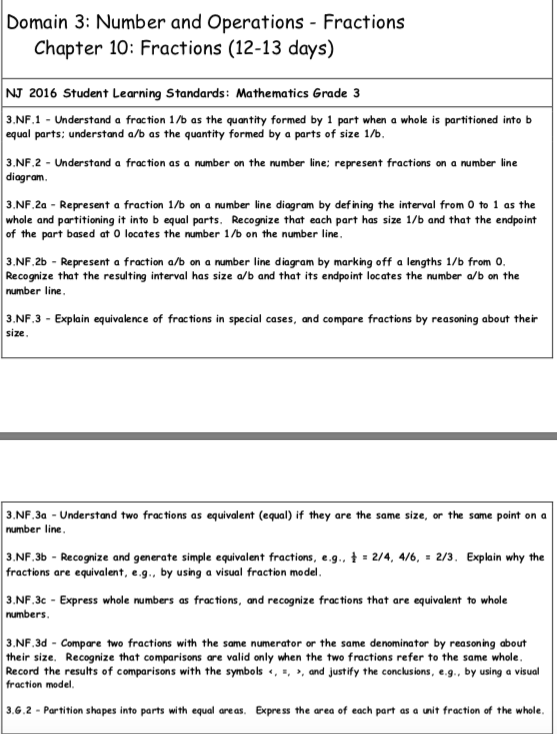 Domain 3: Number and Operations - Fractions
Chapter 10: Fractions (12-13 days)
NJ 2016 Student Learning Standards: Mathematics Grade 3
3.NF.1 - Understand a fraction 1/b as the quantity formed by 1 part when a whole is partitioned into b
equal parts; understand a/b as the quantity formed by a parts of size 1/b.
3.NF.2 - Understand a fraction as a number on the number line; represent fractions on a number line
diagram.
3.NF.2a - Represent a fraction 1/b on a number line diagram by defining the interval from 0 to 1 as the
whole and partitioning it into b equal parts. Recognize that each part has size 1/b and that the endpoint
of the part based at 0 locates the number 1/b on the number line.
3.NF.2b - Represent a fraction a/b on a number line diagram by marking off a lengths 1/b from 0.
Recognize that the resulting interval has size a/b and that its endpoint locates the number a/b on the
number line.
3.NF.3 - Explain equivalence of fractions in special cases, and compare fractions by reasoning about their
size.
3.NF.3a - Understand two fractions as equivalent (equal) if they are the same size, or the same point on a
number line.
3.NF.3b - Recognize and generate simple equivalent fractions, e.g., ½ = 2/4, 4/6, = 2/3. Explain why the
fractions are equivalent, e.g., by using a visual fraction model.
3.NF.3c - Express whole numbers as fractions, and recognize fractions that are equivalent to whole
numbers.
3.NF.3d - Compare two fractions with the same numerator or the same denominator by reasoning about
their size. Recognize that comparisons are valid only when the two fractions refer to the same whole.
Record the results of comparisons with the symbols <, =, >, and justify the conclusions, e.g., by using a visual
fraction model.
3.G.2 - Partition shapes into parts with equal areas. Express the area of each part as a unit fraction of the whole.